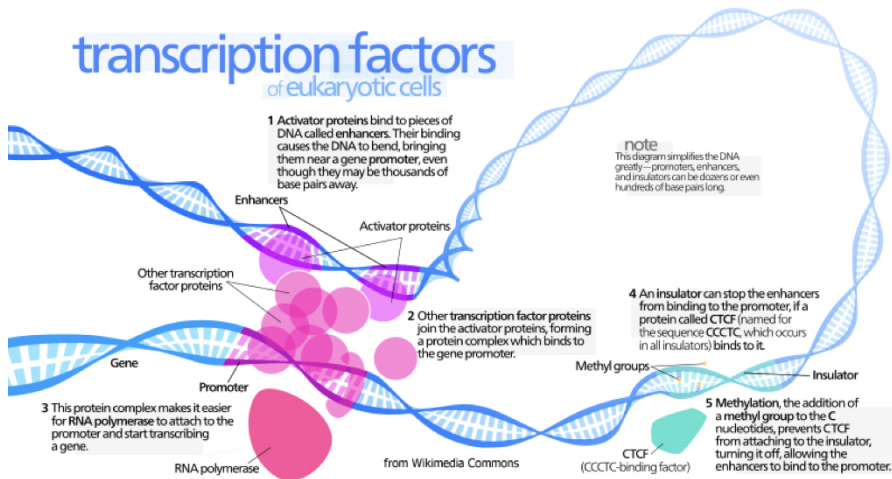 transcription factors
of eukaryotic cells
1 Activator proteins bind to pieces of
DNA called enhancers. Their binding
causes the DNA to bend, bringing
them near a gene promoter, even
though they may be thousands of
base pairs away.
note
This diagram simplifies the DNA
greatly—promoters, enhancers,
and insulators can be dozens or even
hundreds of base pairs long.
Enhancers
Activator proteins
Other transcription
factor proteins
2 Other transcription factor proteins
join the activator proteins, forming
a protein complex which binds to
the gene promoter.
4 An insulator can stop the enhancers
from binding to the promoter, if a
protein called CTCF (named for
the sequence CCCTC, which occurs
in all insulators) binds to it.
Gene
Promoter
Methyl groups
Insulator
3 This protein complex makes it easier
for RNA polymerase to attach to the
promoter and start transcribing
a gene.
RNA polymerase
from Wikimedia Commons
CTCF
(CCCTC-binding factor)
5 Methylation, the addition of
a methyl group to the C
nucleotides, prevents CTCF
from attaching to the insulator,
turning it off, allowing the
enhancers to bind to the promoter.